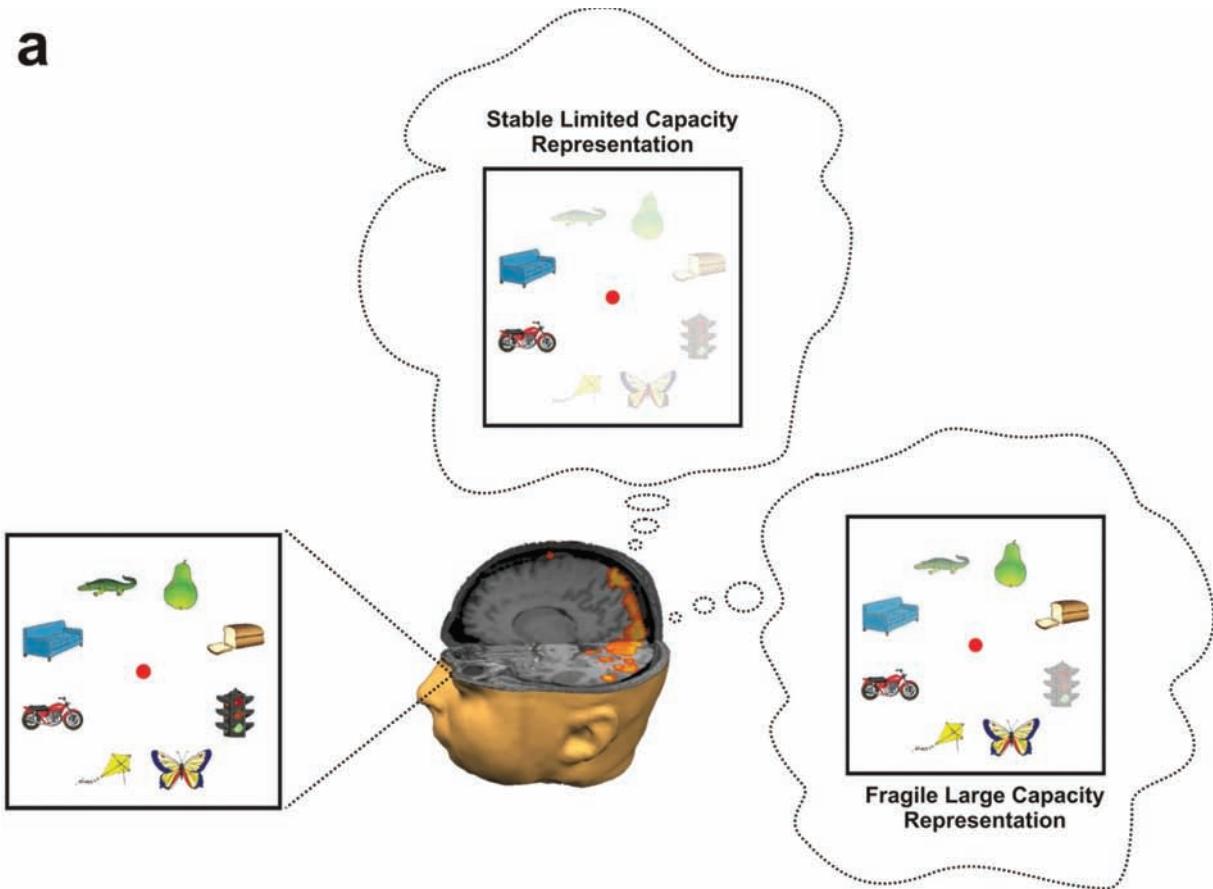 a
Stable Limited Capacity
Representation
Fragile Large Capacity
Representation